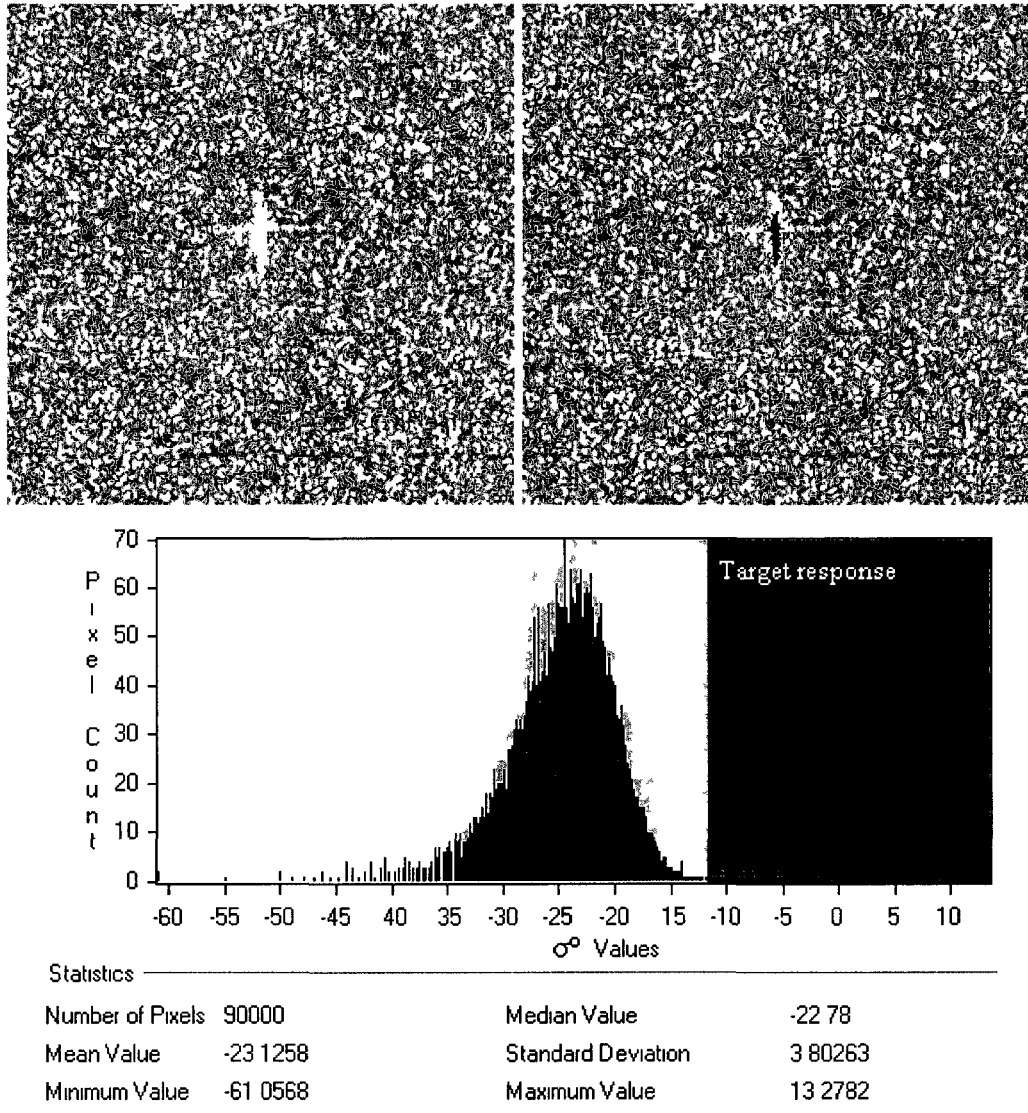 70
60
50
40
30
20
10
0
Pixel Count
Target response
-60 -55 -50 -45 40 35 -30 -25 -20 15 -10 -5 0 5 10
σ° Values
Statistics
Number of Pixels 90000 Median Value -22 78
Mean Value -23 1258 Standard Deviation 3 80263
Minimum Value -61 0568 Maximum Value 13 2782